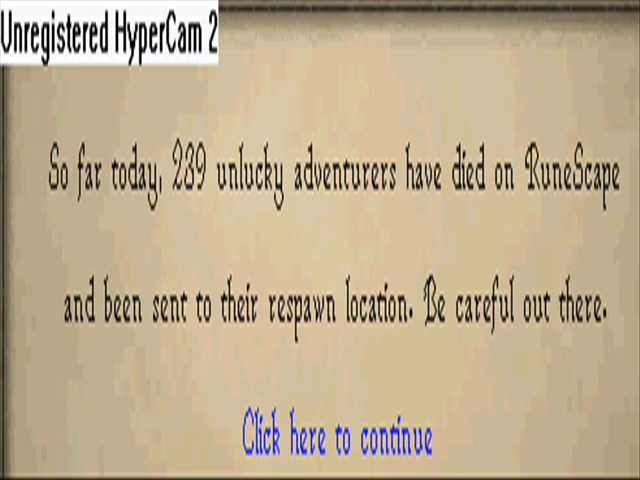 Unregistered HyperCam 2
So far today, 239 unlucky adventurers have died on RuneScape
and been sent to their respawn location. Be careful out there.
Click here to continue